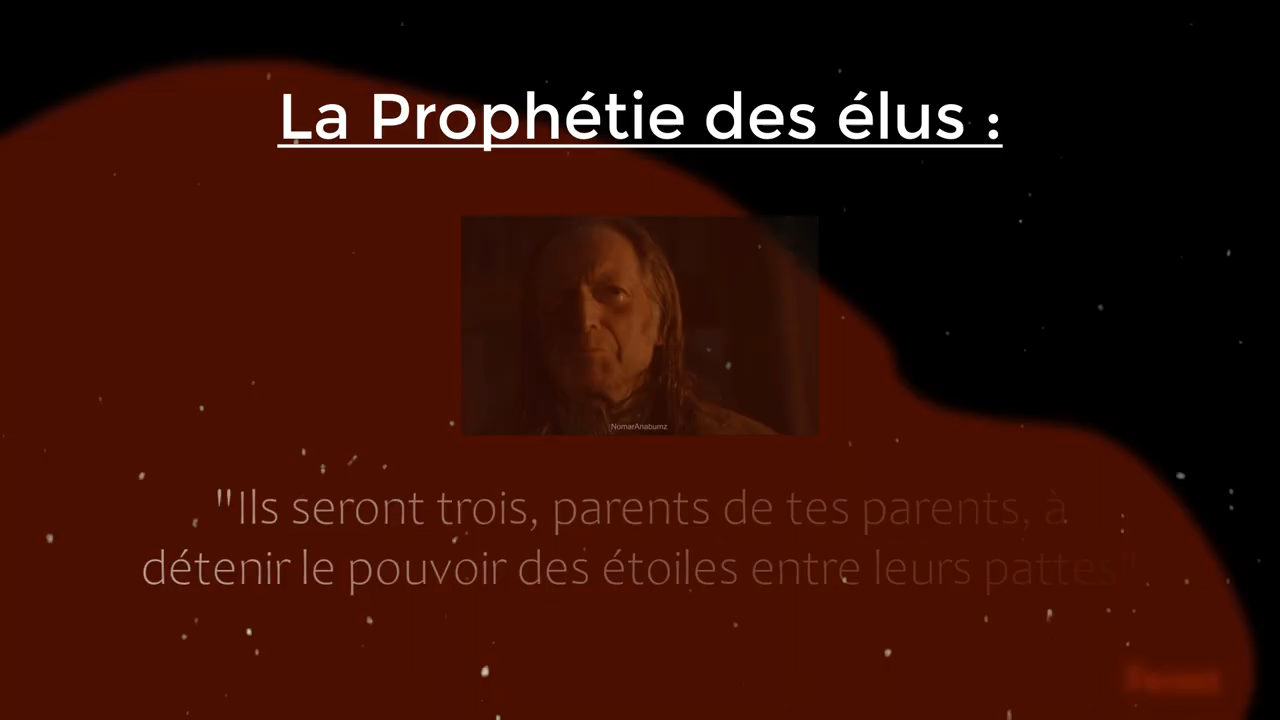 La Prophétie des élus :
NomarAnabumz
"Ils seront trois, parents de tes parents, à
détenir le pouvoir des étoiles entre leurs pattes"